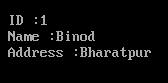 ID :1
Name :Binod
Address :Bharatpur